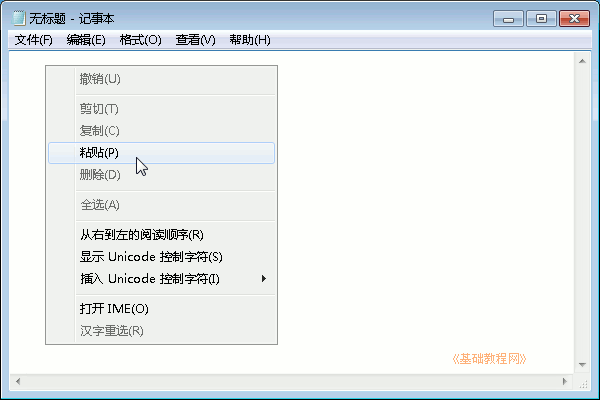 无标题 - 记事本
文件(F) 编辑(E) 格式(O) 查看(V) 帮助(H)
撤销(U)
剪切(T)
复制(C)
粘贴(P)
删除(D)
全选(A)
从右到左的阅读顺序(R)
显示 Unicode 控制字符(S)
插入 Unicode 控制字符(I)
打开 IME(O)
汉字重选(R)
《基础教程网》